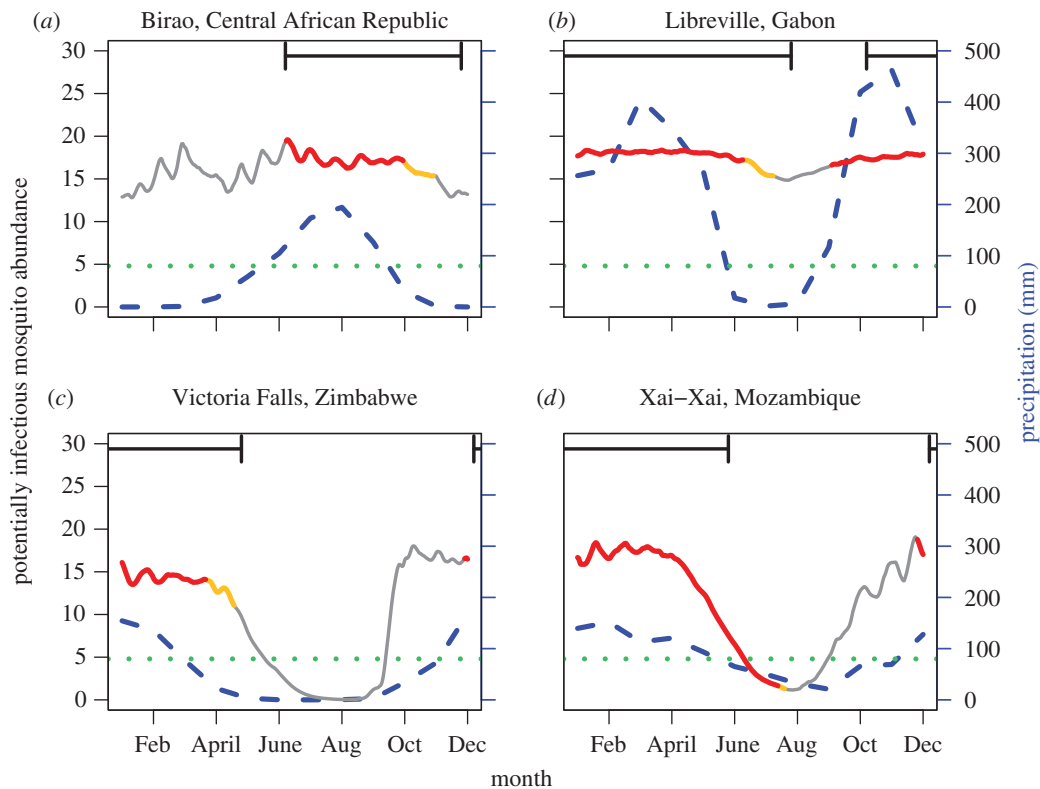 (a) Birao, Central African Republic
(b) Libreville, Gabon
30
25
20
15
10
5
0
500
400
300
200
100
0
(c) Victoria Falls, Zimbabwe
(d) Xai–Xai, Mozambique
30
25
20
15
10
5
0
500
400
300
200
100
0
Feb April June Aug Oct Dec
Feb April June Aug Oct Dec
month
potentially infectious mosquito abundance
precipitation (mm)